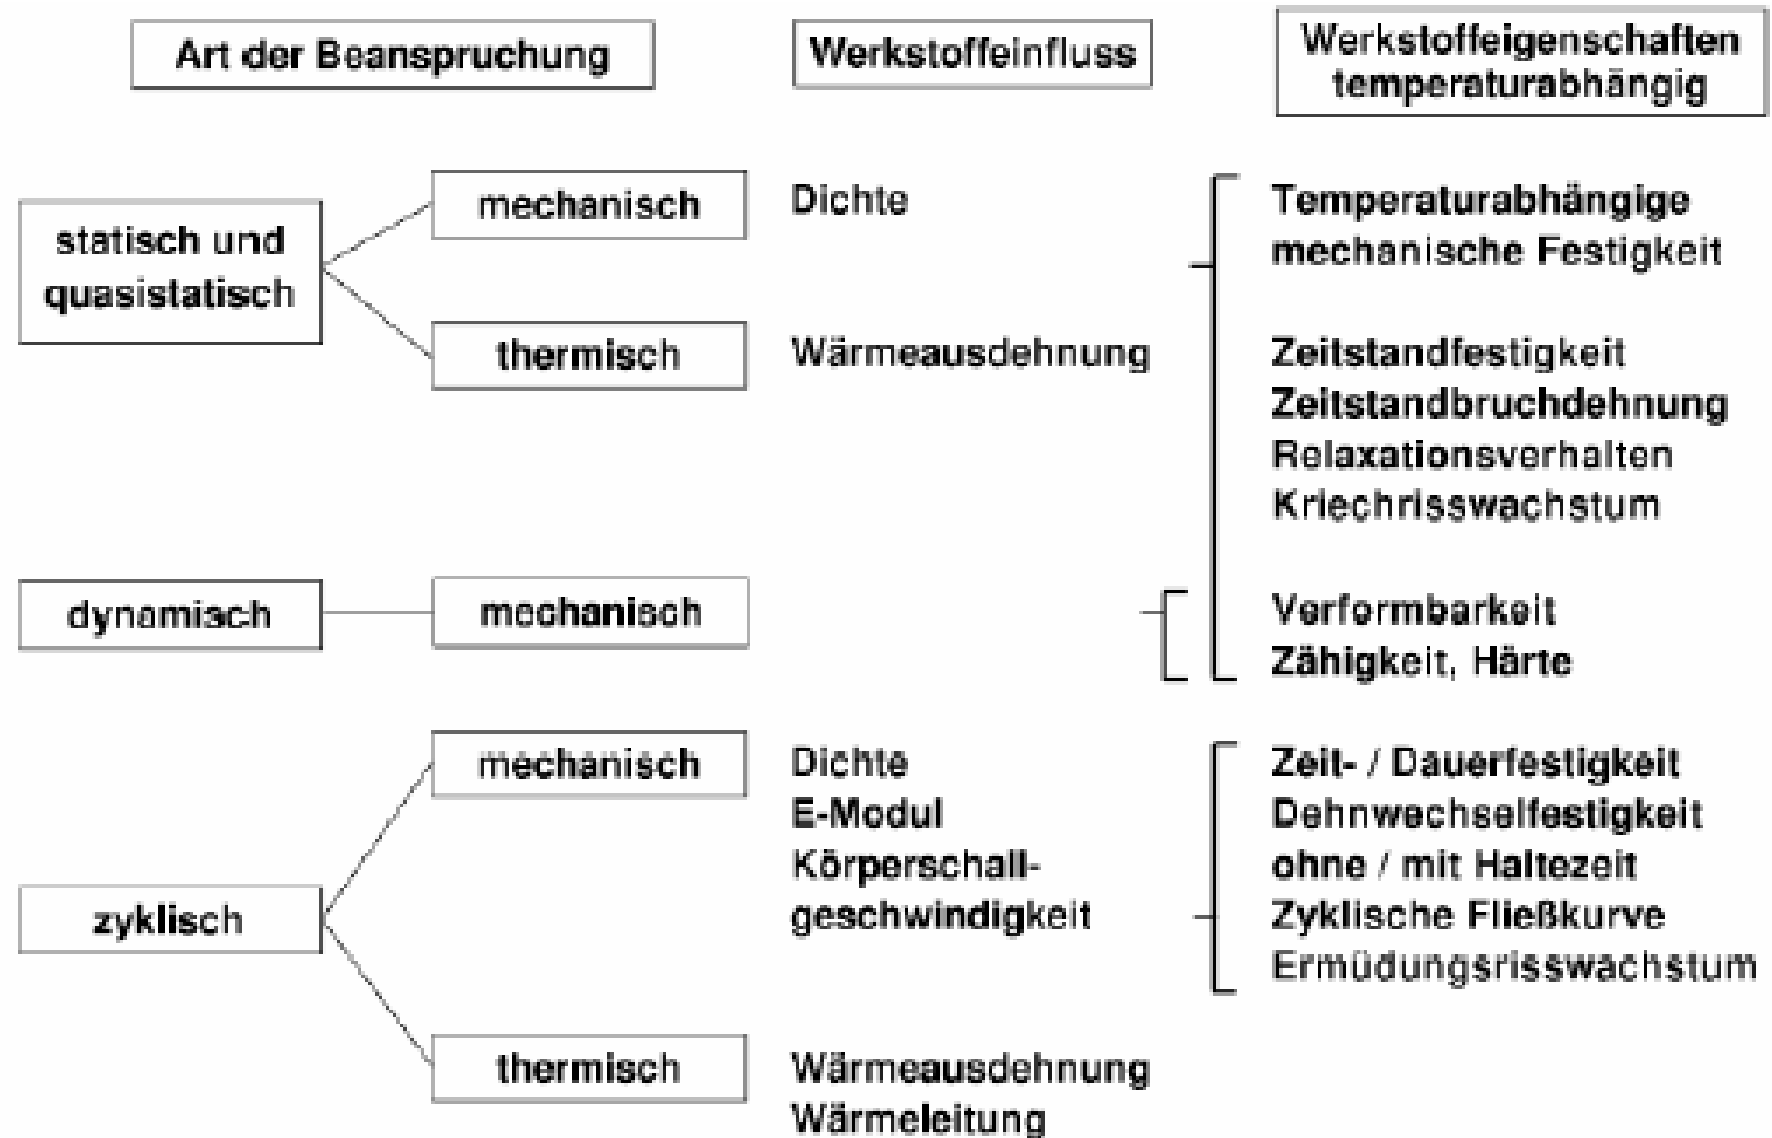 Art der Beanspruchung
Werkstoffeinfluss
Werkstoffeigenschaften
temperaturabhängig
statisch und
quasistatisch
mechanisch
Dichte
Temperaturabhängige
mechanische Festigkeit
thermisch
Wärmeausdehnung
Zeitstandfestigkeit
Zeitstandbruchdehnung
Relaxationsverhalten
Kriechrisswachstum
dynamisch
mechanisch
Verformbarkeit
Zähigkeit, Härte
zyklisch
mechanisch
Dichte
E-Modul
Körperschall-
geschwindigkeit
Zeit- / Dauerfestigkeit
Dehnwechselfestigkeit
ohne / mit Haltezeit
Zyklische Fließkurve
Ermüdungsrisswachstum
thermisch
Wärmeausdehnung
Wärmeleitung